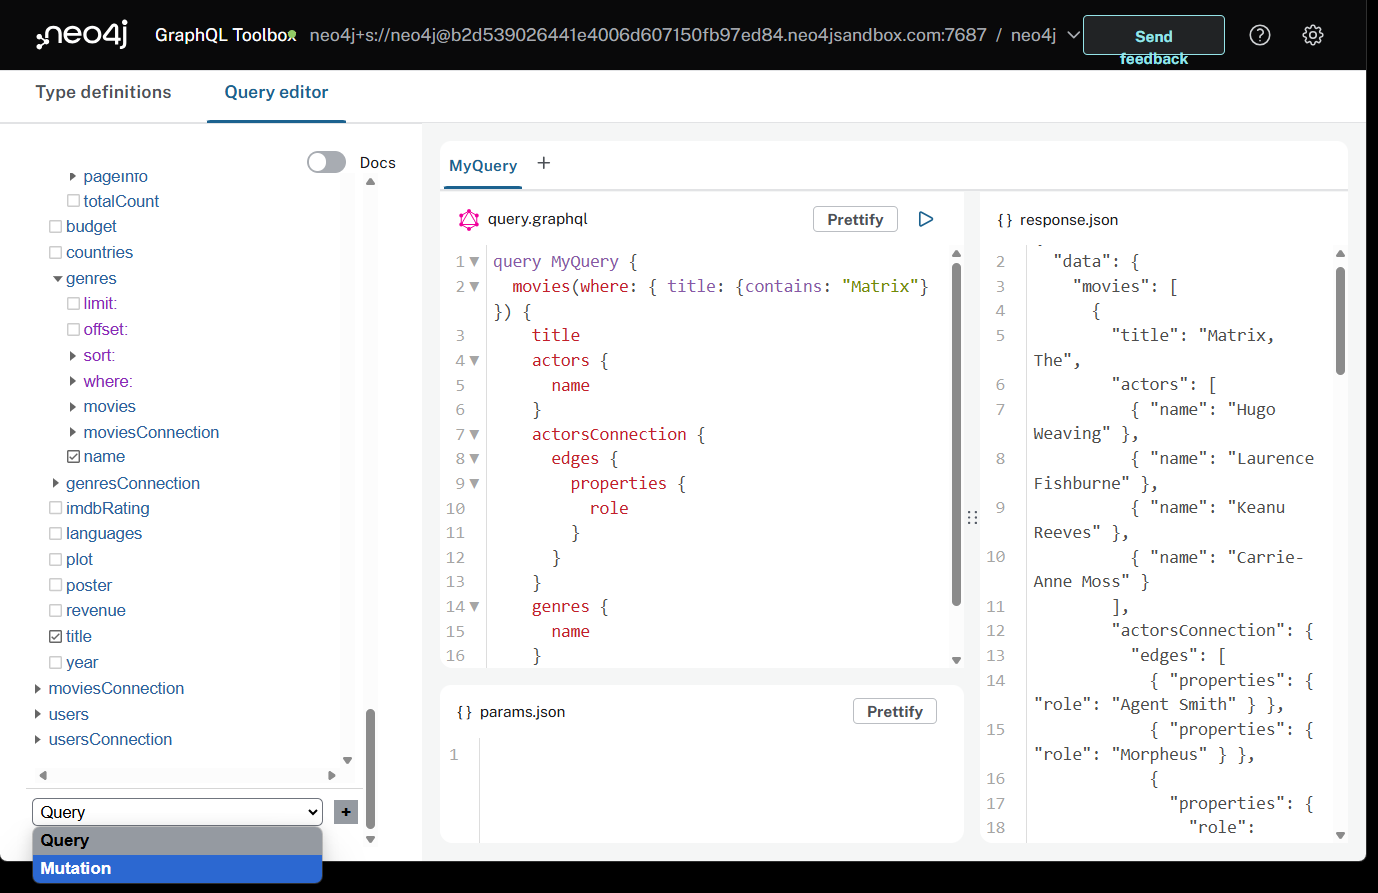 neo4j GraphQL Toolbox neo4j+s://neo4j@b2d539026441e4006d607150fb97ed84.neo4jsandbox.com:7687 / neo4j Send feedback ?
Type definitions Query editor
Docs
pageInfo
totalCount
budget
countries
genres
limit:
offset:
sort:
where:
movies
moviesConnection
name
genresConnection
imdbRating
languages
plot
poster
revenue
title
year
moviesConnection
users
usersConnection
Query +
Query
Mutation
MyQuery +
query.graphql Prettify
1 query MyQuery {
2 movies(where: { title: {contains: "Matrix"}
}) {
3 title
4 actors {
5 name
6 }
7 actorsConnection {
8 edges {
9 properties {
10 role
11 }
12 }
13 }
14 genres {
15 name
16 }
{} params.json Prettify
1
{} response.json
2 "data": {
3 "movies": [
4 {
5 "title": "Matrix,
The",
6 "actors": [
7 { "name": "Hugo
Weaving" },
8 { "name": "Laurence
Fishburne" },
9 { "name": "Keanu
Reeves" },
10 { "name": "Carrie-
Anne Moss" }
11 ],
12 "actorsConnection": {
13 "edges": [
14 { "properties": {
"role": "Agent Smith" } },
15 { "properties": {
"role": "Morpheus" } },
16 {
17 "properties": {
18 "role":